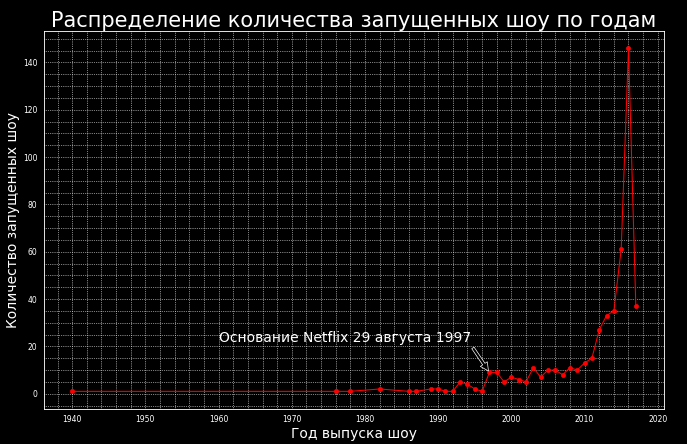 Распределение количества запущенных шоу по годам
Количество запущенных шоу
140
120
100
80
60
40
20
0
Основание Netflix 29 августа 1997
1940 1950 1960 1970 1980 1990 2000 2010 2020
Год выпуска шоу